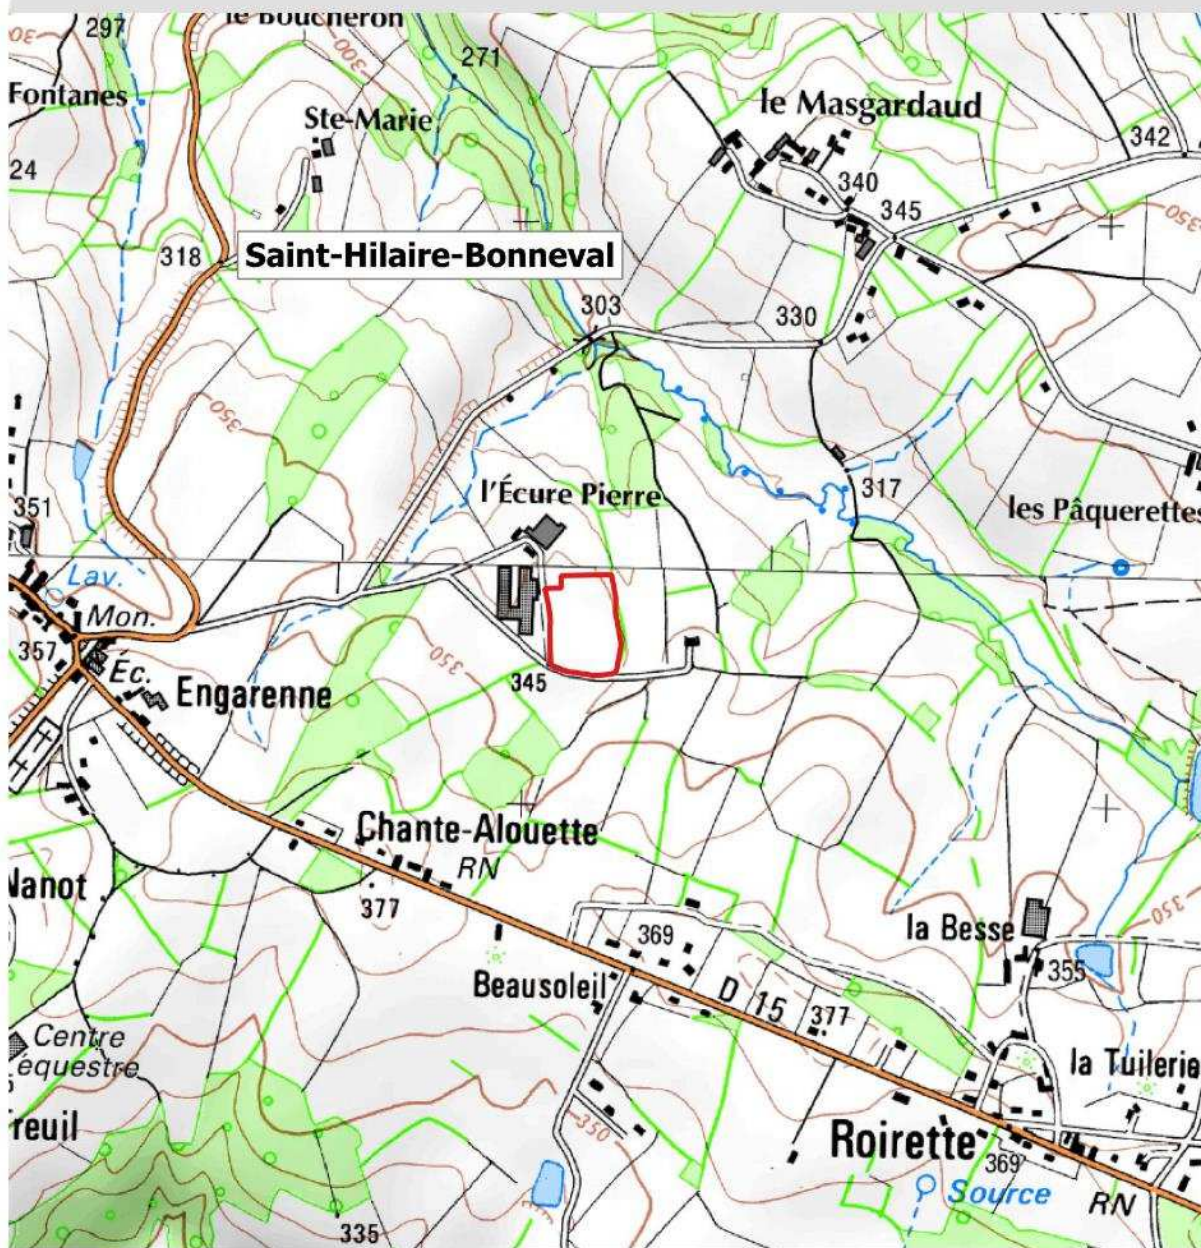 le Boucheron
297
300
271
Fontanes
Ste-Marie
le Masgardaud
342
24
340
345
350
318
Saint-Hilaire-Bonneval
303
330
350
l'Écure Pierre
317
351
les Pâquerettes
Lav.
Mon.
357
Éc.
350
345
Engarenne
Chante-Alouette
RN
Nanot
377
350
la Besse
369
355
Beausoleil
D 15
377
Centre
équestre
la Tuilerie
reuil
350
Roirette
369
Source
RN
335